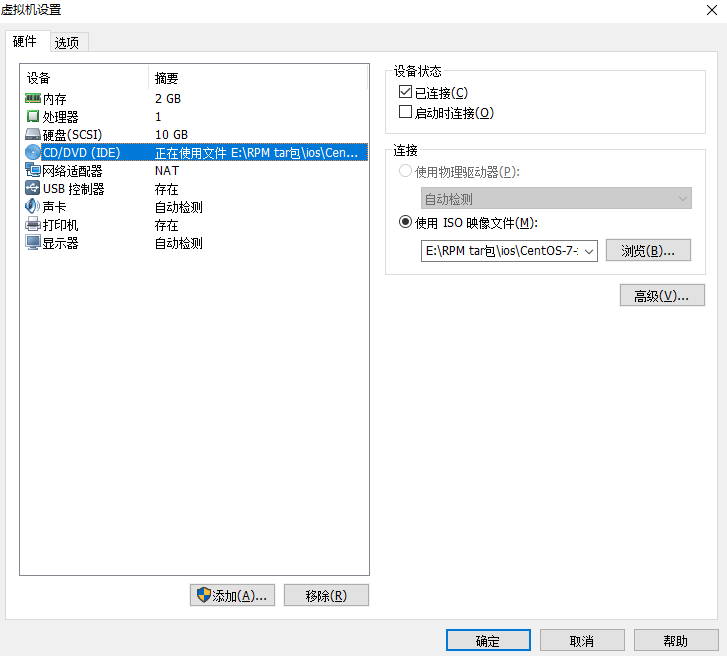 虚拟机设置
硬件 选项
设备 摘要
内存 2 GB
处理器 1
硬盘(SCSI) 10 GB
CD/DVD (IDE) 正在使用文件 E:\RPM tar包\ios\Cen...
网络适配器 NAT
USB 控制器 存在
声卡 自动检测
打印机 存在
显示器 自动检测
添加(A)... 移除(R)
设备状态
已连接(C)
启动时连接(O)
连接
使用物理驱动器(P):
自动检测
使用 ISO 映像文件(M):
E:\RPM tar包\ios\CentOS-7- 浏览(B)...
高级(V)...
确定 取消 帮助